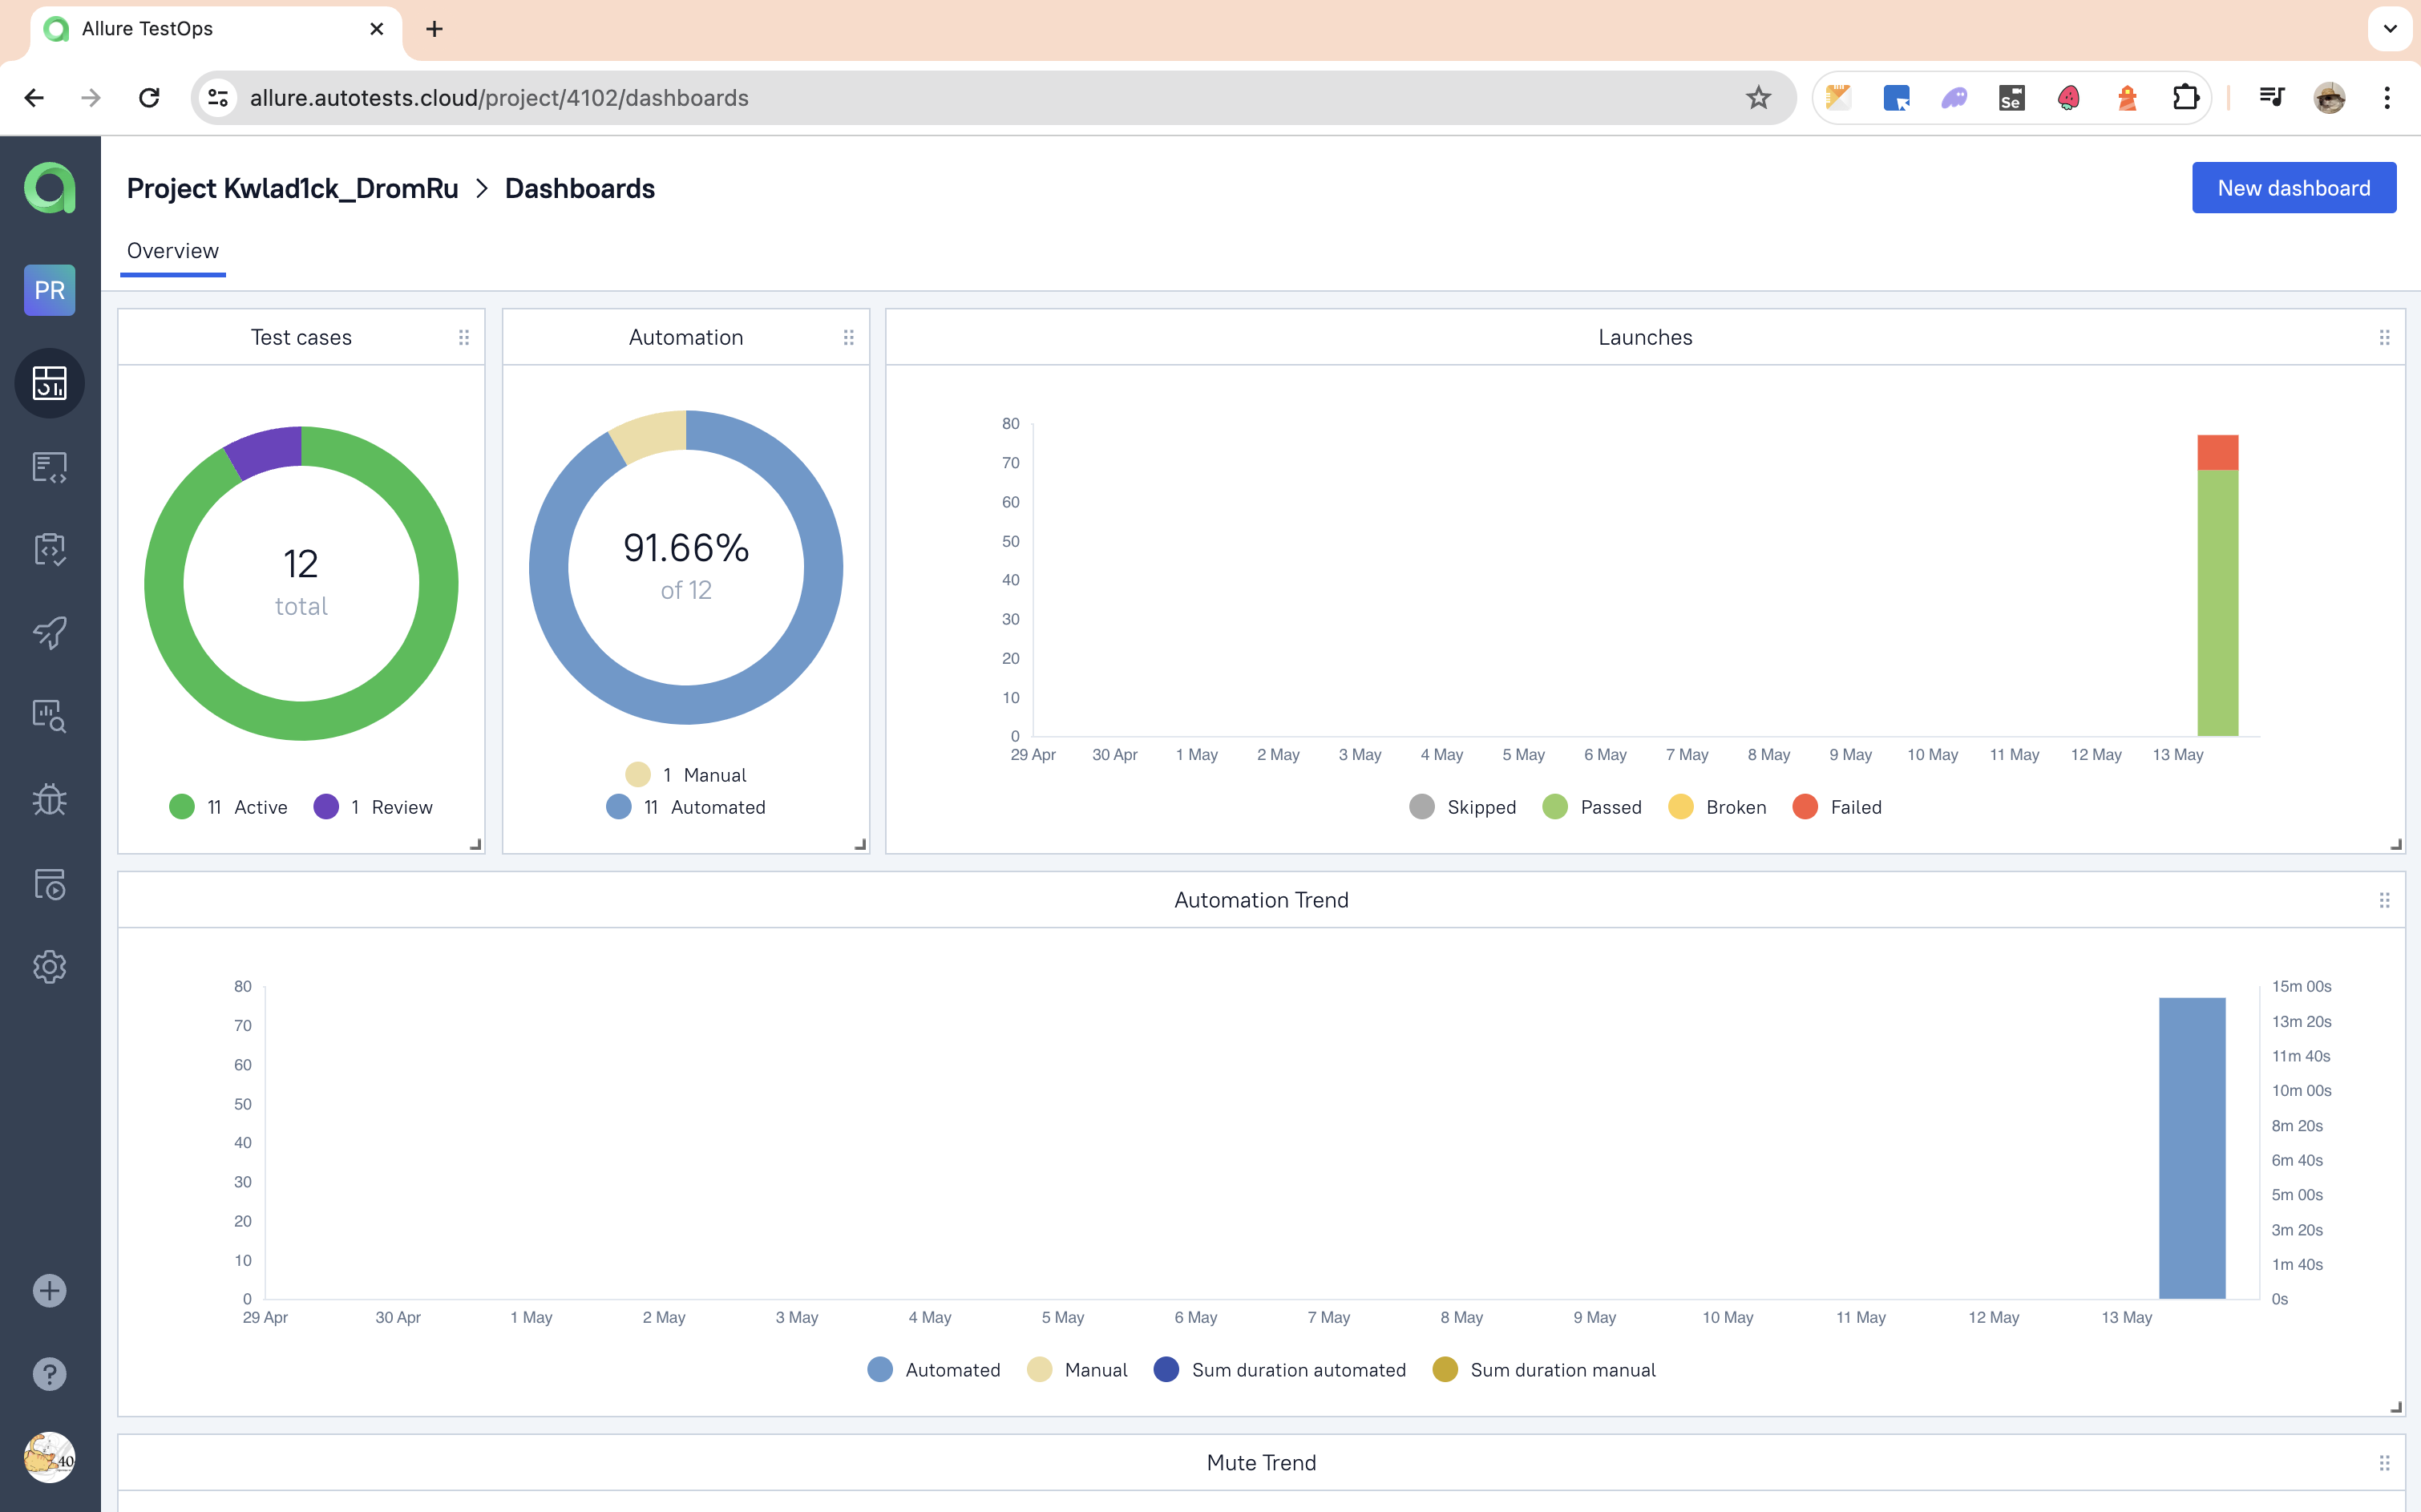 Allure TestOps
allure.autotests.cloud/project/4102/dashboards
Se
Project Kwlad1ck_DromRu > Dashboards
New dashboard
Overview
PR
Test cases
Automation
Launches
12
total
91.66%
of 12
80
70
60
50
40
30
20
10
0
29 Apr 30 Apr 1 May 2 May 3 May 4 May 5 May 6 May 7 May 8 May 9 May 10 May 11 May 12 May 13 May
1 Manual
11 Active 1 Review
11 Automated
Skipped Passed Broken Failed
Automation Trend
80
70
60
50
40
30
20
10
0
15m 00s
13m 20s
11m 40s
10m 00s
8m 20s
6m 40s
5m 00s
3m 20s
1m 40s
0s
29 Apr 30 Apr 1 May 2 May 3 May 4 May 5 May 6 May 7 May 8 May 9 May 10 May 11 May 12 May 13 May
Automated Manual Sum duration automated Sum duration manual
40
Mute Trend